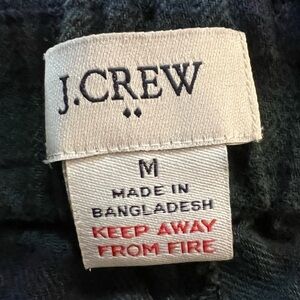 J.CREW
M
MADE IN
BANGLADESH
KEEP AWAY
FROM FIRE